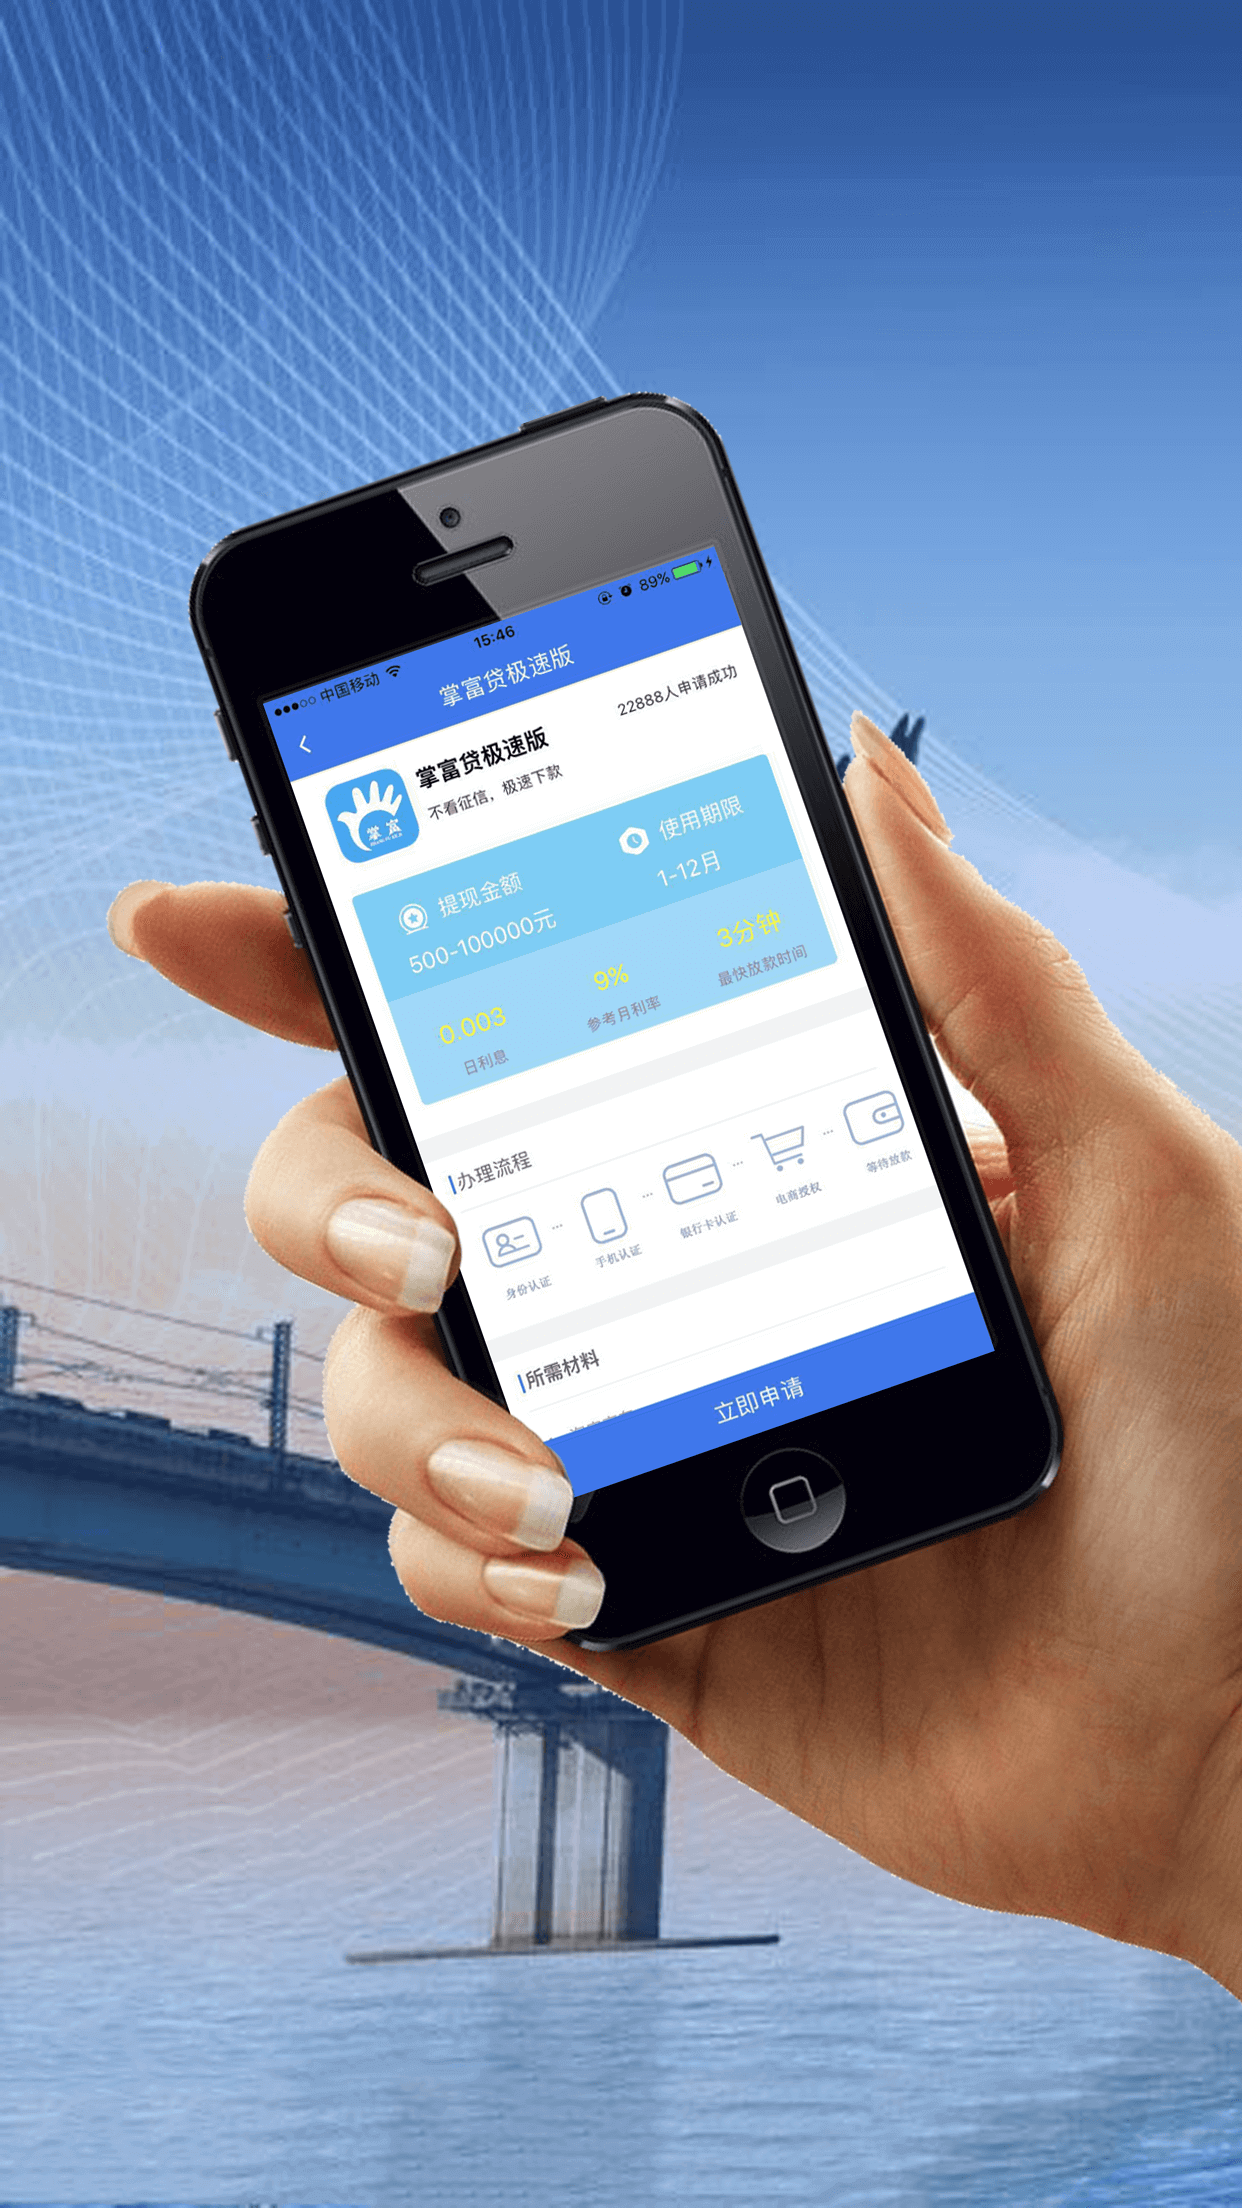 中国移动
15:46
89%
掌富贷极速版
掌富
掌富贷极速版
不看征信，极速下款
22888人申请成功
提现金额
500-100000元
使用期限
1-12月
0.003
日利息
9%
参考月利率
3分钟
最快放款时间
办理流程
身份认证
手机认证
银行卡认证
电商授权
等待放款
所需材料
立即申请